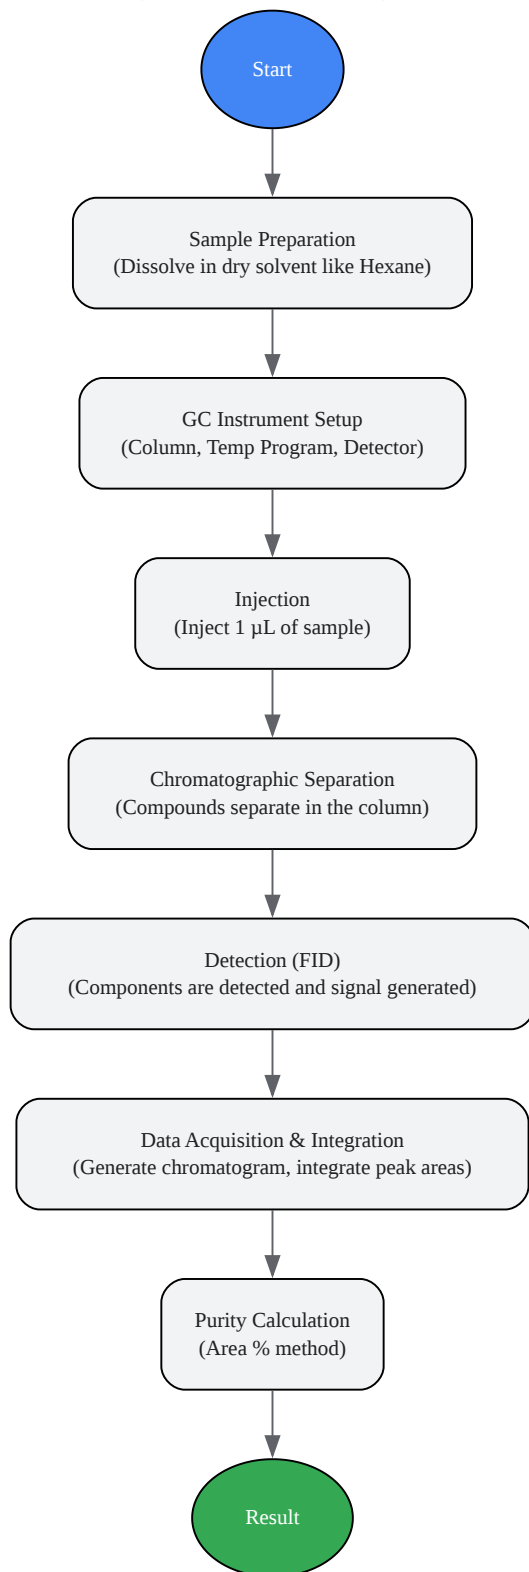 Start
Sample Preparation
(Dissolve in dry solvent like Hexane)
GC Instrument Setup
(Column, Temp Program, Detector)
Injection
(Inject 1 µL of sample)
Chromatographic Separation
(Compounds separate in the column)
Detection (FID)
(Components are detected and signal generated)
Data Acquisition & Integration
(Generate chromatogram, integrate peak areas)
Purity Calculation
(Area % method)
Result